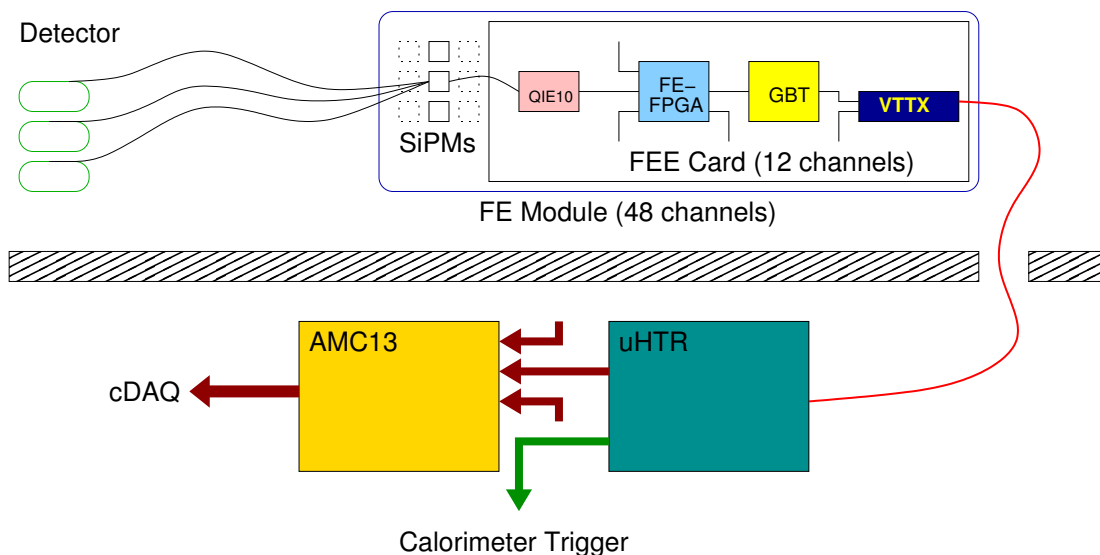 Detector
SiPMs
QIE10
FE−
FPGA
GBT
VTTX
FEE Card (12 channels)
FE Module (48 channels)
AMC13
uHTR
cDAQ
Calorimeter Trigger